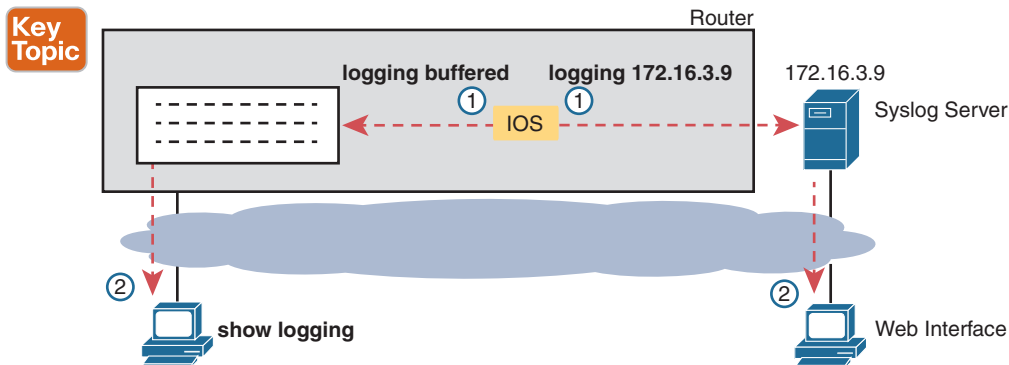 Key
Topic
Router
logging buffered
logging 172.16.3.9
172.16.3.9
1
1
IOS
Syslog Server
2
show logging
2
Web Interface